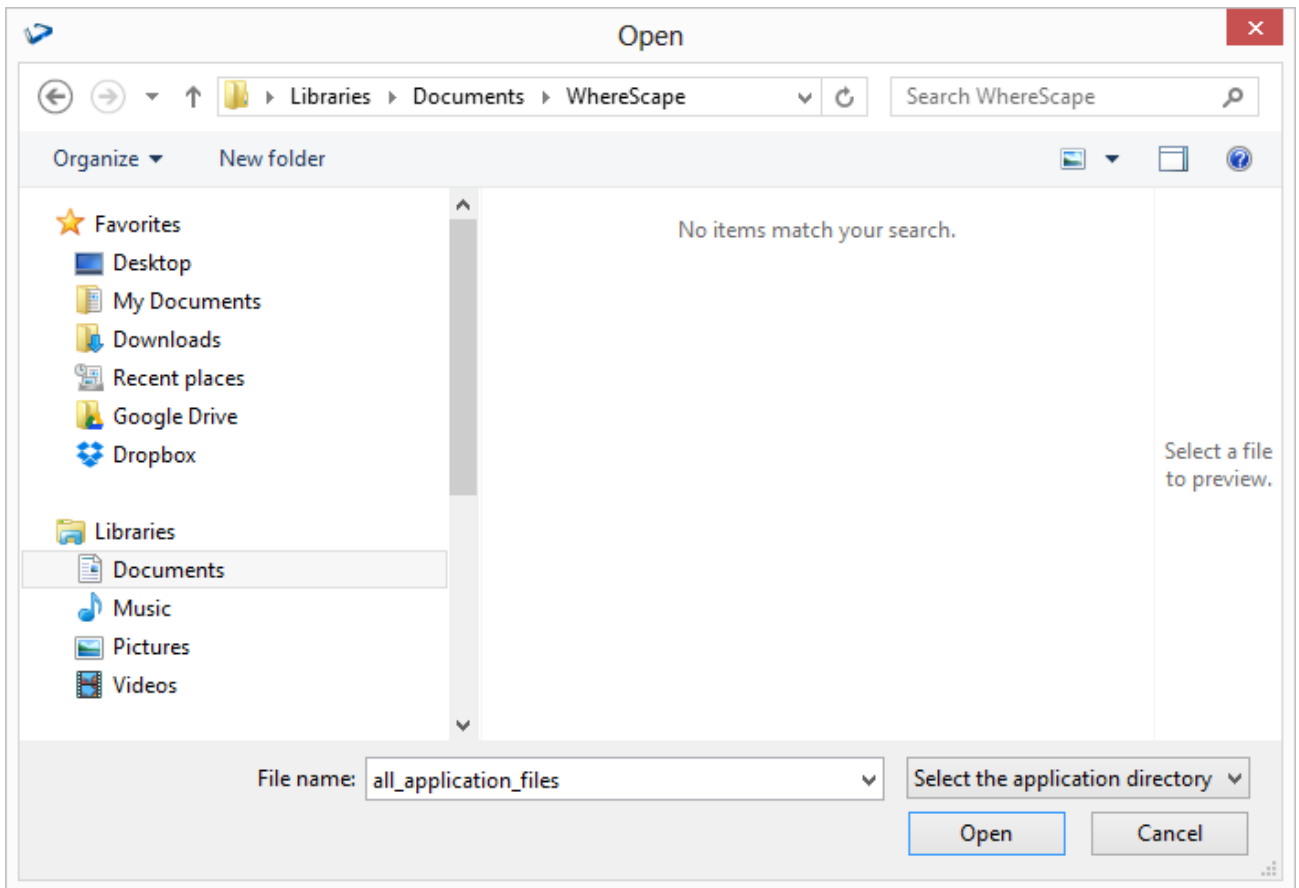 Open
Libraries Documents WhereScape
Search WhereScape
Organize
New folder
No items match your search.
Select a file
to preview.
Favorites
Desktop
My Documents
Downloads
Recent places
Google Drive
Dropbox
Libraries
Documents
Music
Pictures
Videos
File name: all_application_files
Select the application directory
Open
Cancel